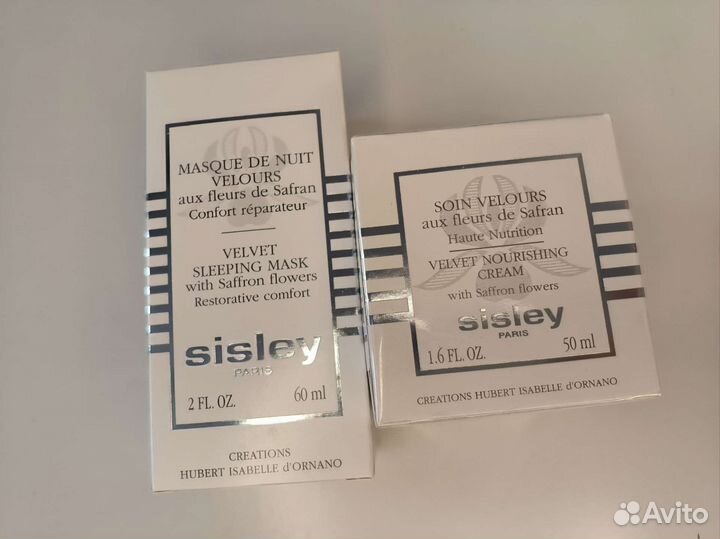 MASQUE DE NUIT
VELOURS
aux fleurs de Safran
Confort réparateur
VELVET
SLEEPING MASK
with Saffron flowers
Restorative comfort
sisley
PARIS
2 FL. OZ. 60 ml
CREATIONS
HUBERT ISABELLE d'ORNANO
SOIN VELOURS
aux fleurs de Safran
Haute Nutrition
VELVET NOURISHING
CREAM
with Saffron flowers
sisley
PARIS
1.6 FL. OZ. 50 ml
CREATIONS HUBERT ISABELLE d'ORNANO
Avito